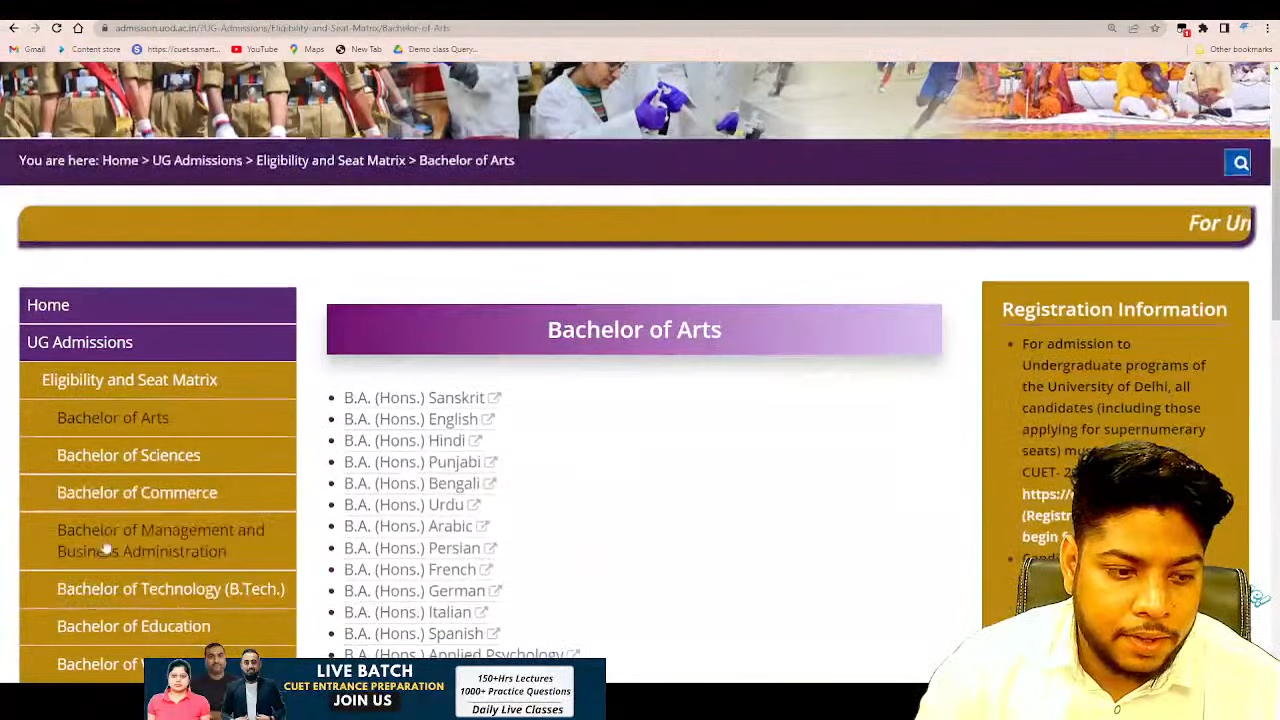 admission.uod.ac.in/?UG-Admissions/Eligibility-and-Seat-Matrix/Bachelor-of-Arts
Gmail
Content store
https://cuet.samart...
YouTube
Maps
New Tab
Demo class Query...
Other bookmarks
You are here: Home > UG Admissions > Eligibility and Seat Matrix > Bachelor of Arts
For Un
Home
UG Admissions
Eligibility and Seat Matrix
Bachelor of Arts
Bachelor of Sciences
Bachelor of Commerce
Bachelor of Management and
Business Administration
Bachelor of Technology (B.Tech.)
Bachelor of Education
Bachelor of
Bachelor of Arts
B.A. (Hons.) Sanskrit
B.A. (Hons.) English
B.A. (Hons.) Hindi
B.A. (Hons.) Punjabi
B.A. (Hons.) Bengali
B.A. (Hons.) Urdu
B.A. (Hons.) Arabic
B.A. (Hons.) Persian
B.A. (Hons.) French
B.A. (Hons.) German
B.A. (Hons.) Italian
B.A. (Hons.) Spanish
B.A. (Hons.) Applied Psychology
Registration Information
For admission to
Undergraduate programs of
the University of Delhi, all
candidates (including those
applying for supernumerary
seats)
CUET-
https://
(Regist
begin
LIVE BATCH
CUET ENTRANCE PREPARATION
JOIN US
150+Hrs Lectures
1000+ Practice Questions
Daily Live Classes